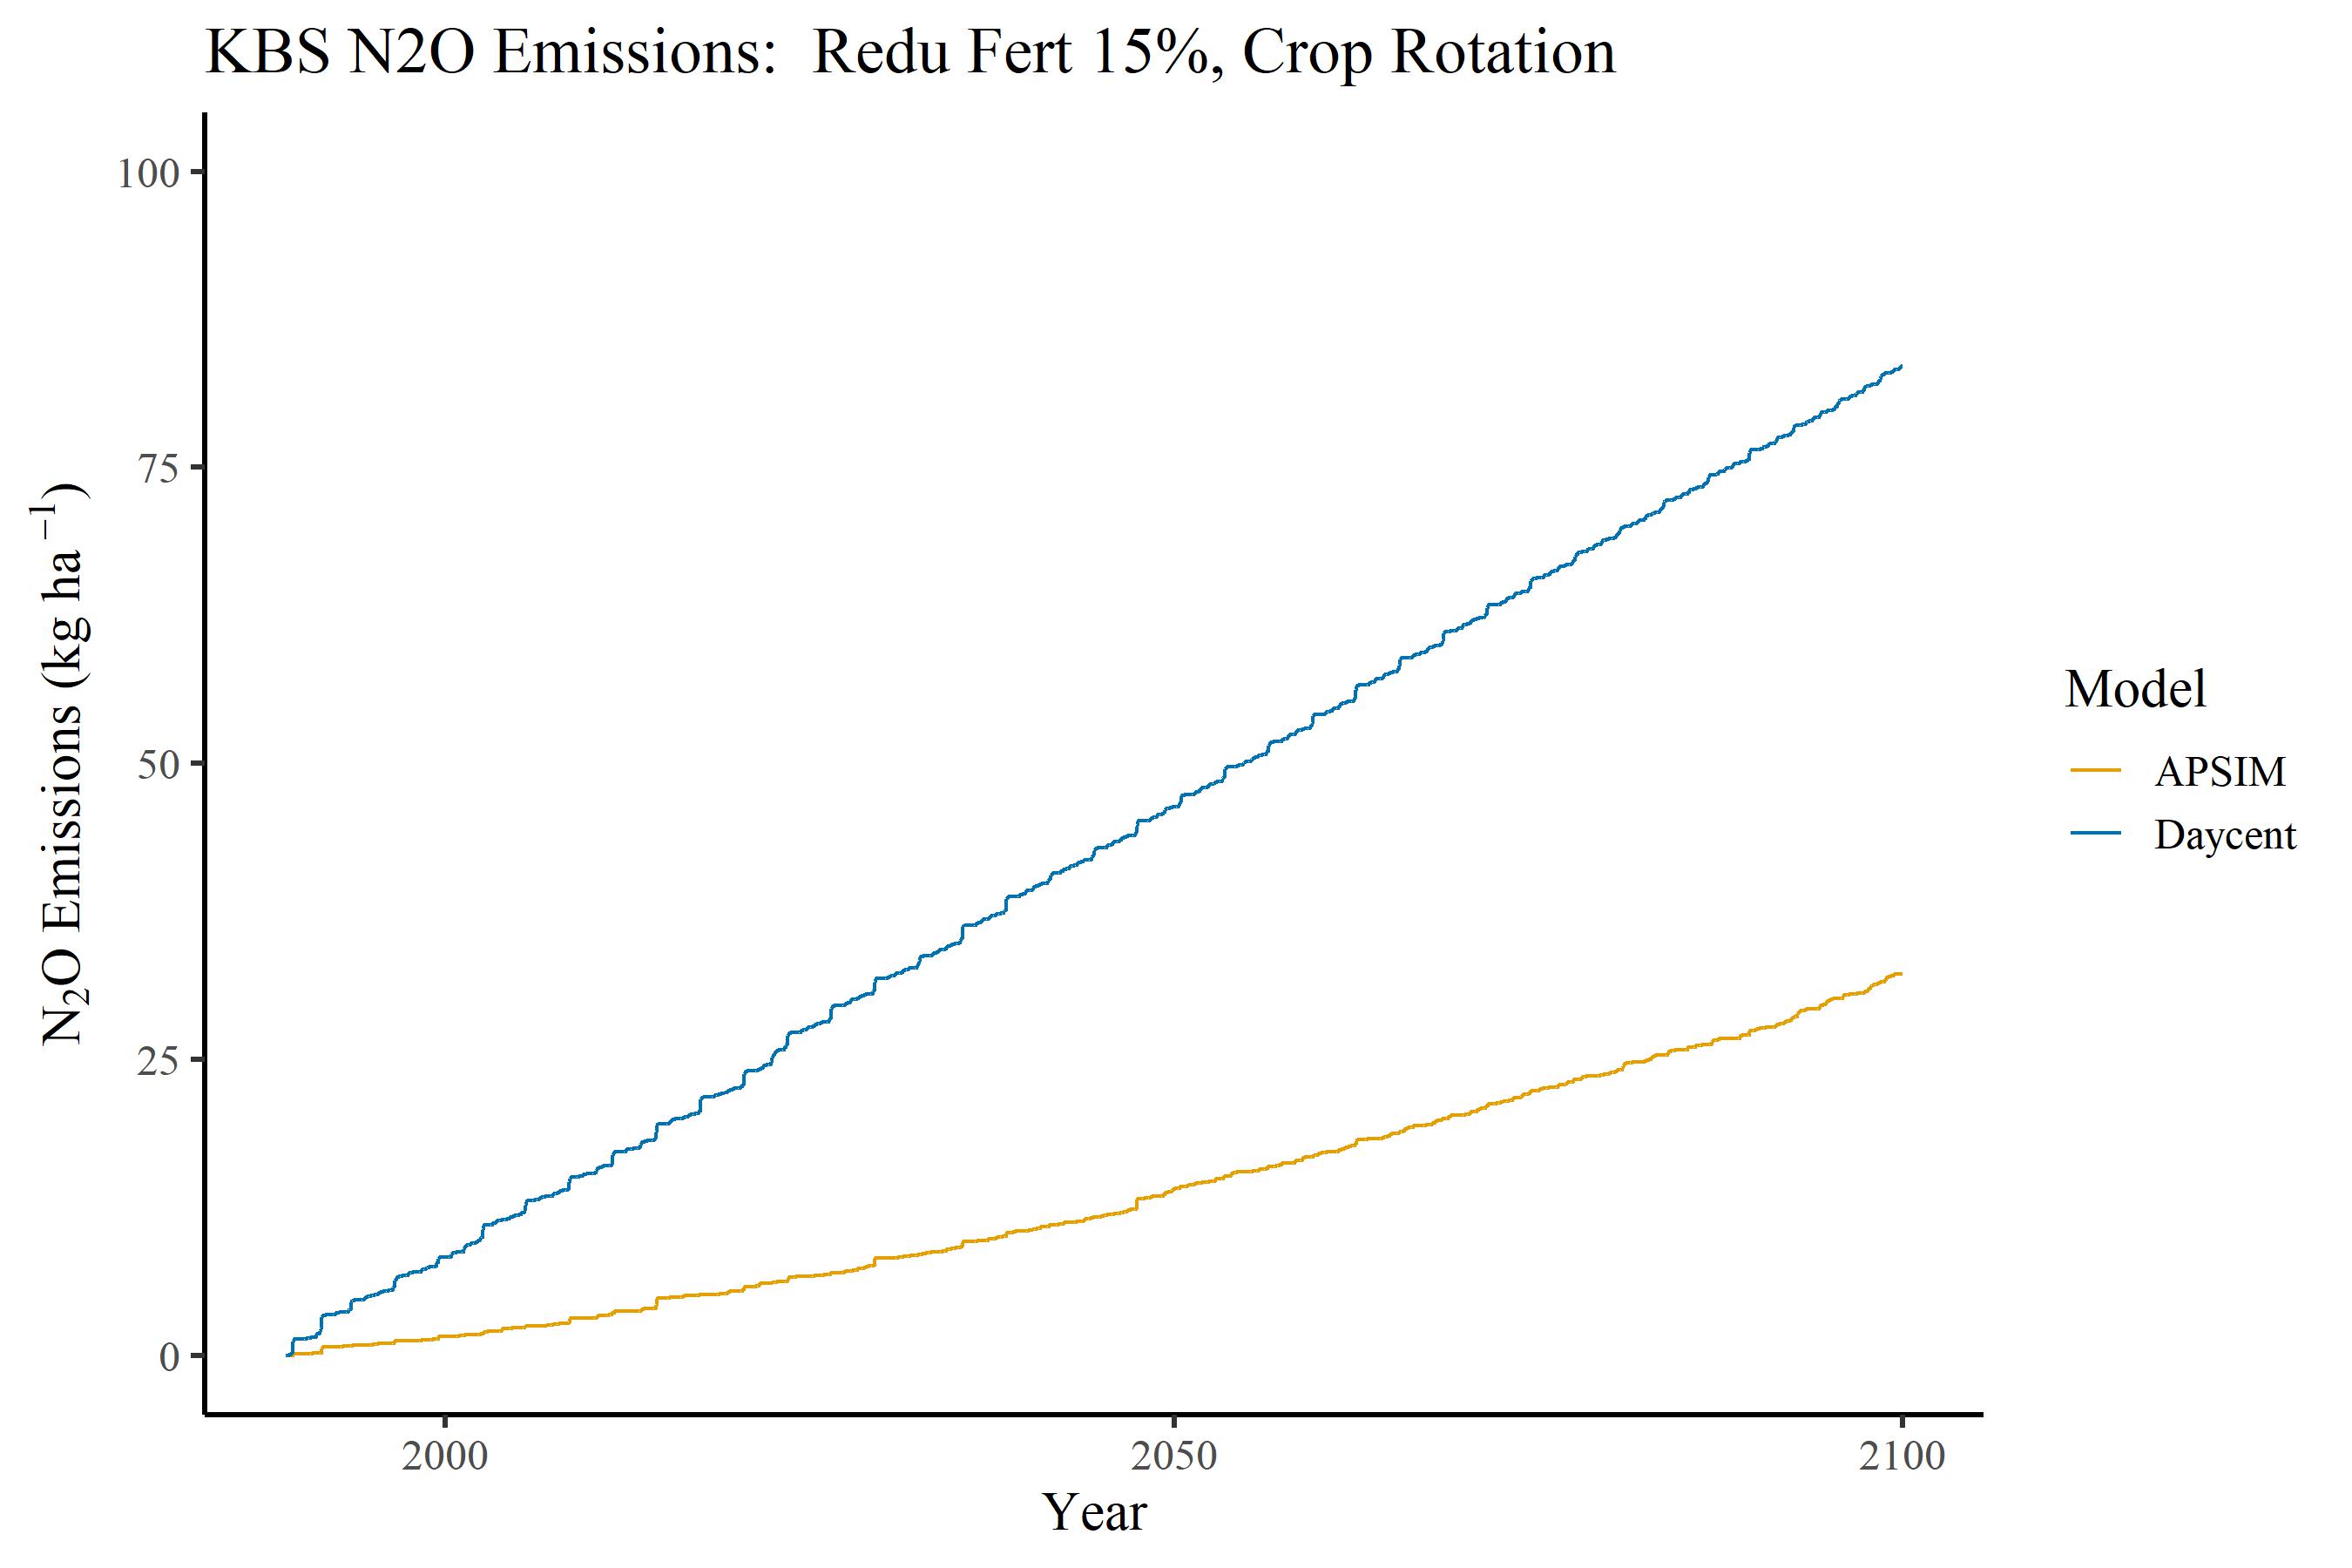 KBS N2O Emissions:  Redu Fert 15%, Crop Rotation
100
75
50
25
0
N₂O Emissions (kg ha ⁻¹)
2000 2050 2100
Year
Model
APSIM
Daycent